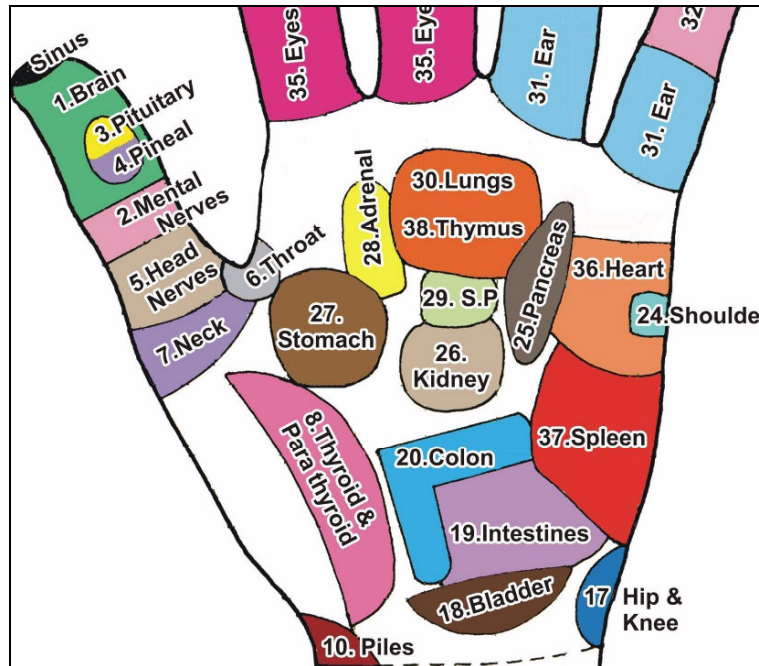 Sinus
1.Brain
3.Pituitary
4.Pineal
2.Mental
Nerves
5.Head
Nerves
6.Throat
7.Neck
35. Eyes
35. Eye
31. Ear
31. Ear
32
28.Adrenal
30.Lungs
38.Thymus
29. S.P
25.Pancreas
36.Heart
24.Shoulde
27.
Stomach
26.
Kidney
8.Thyroid &
Para thyroid
20.Colon
37.Spleen
19.Intestines
18.Bladder
17 Hip &
Knee
10. Piles